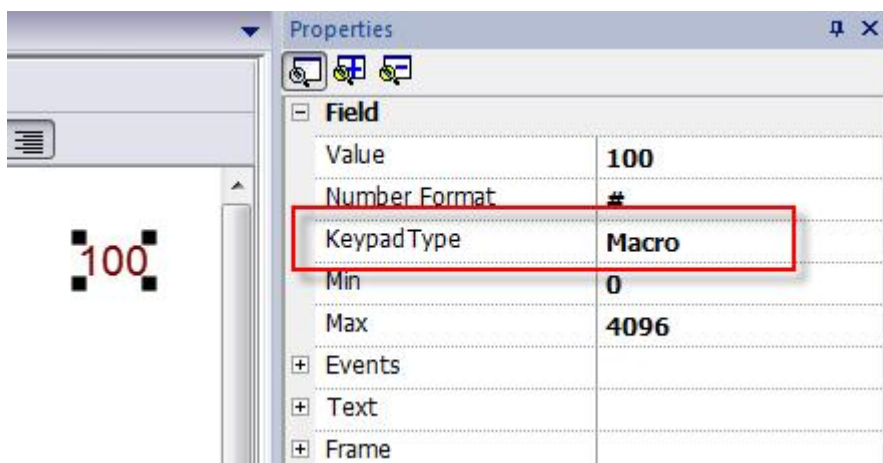 Properties
Field
Value 100
Number Format #
KeypadType Macro
100
Min 0
Max 4096
Events
Text
Frame